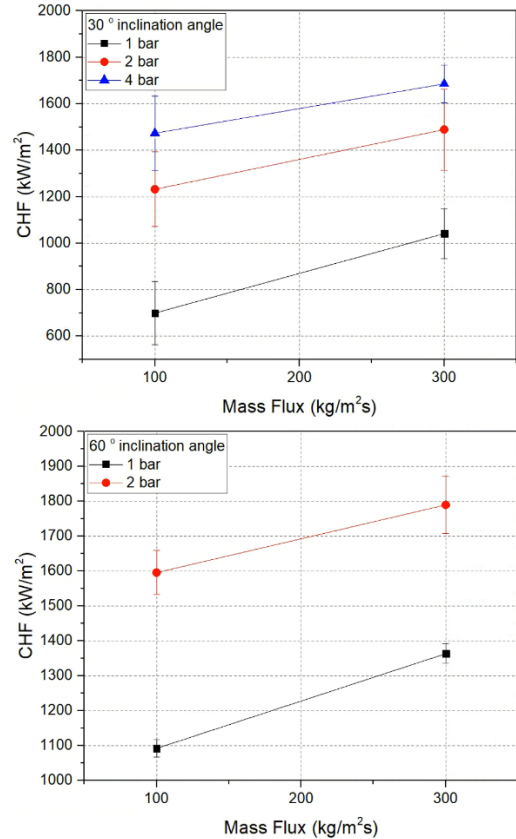 2000
1800
1600
1400
1200
1000
800
600
CHF (kW/m²)
30 ° inclination angle
1 bar
2 bar
4 bar
100
200
300
Mass Flux (kg/m²s)
2000
1900
1800
1700
1600
1500
1400
1300
1200
1100
1000
CHF (kW/m²)
60 ° inclination angle
1 bar
2 bar
100
200
300
Mass Flux (kg/m²s)